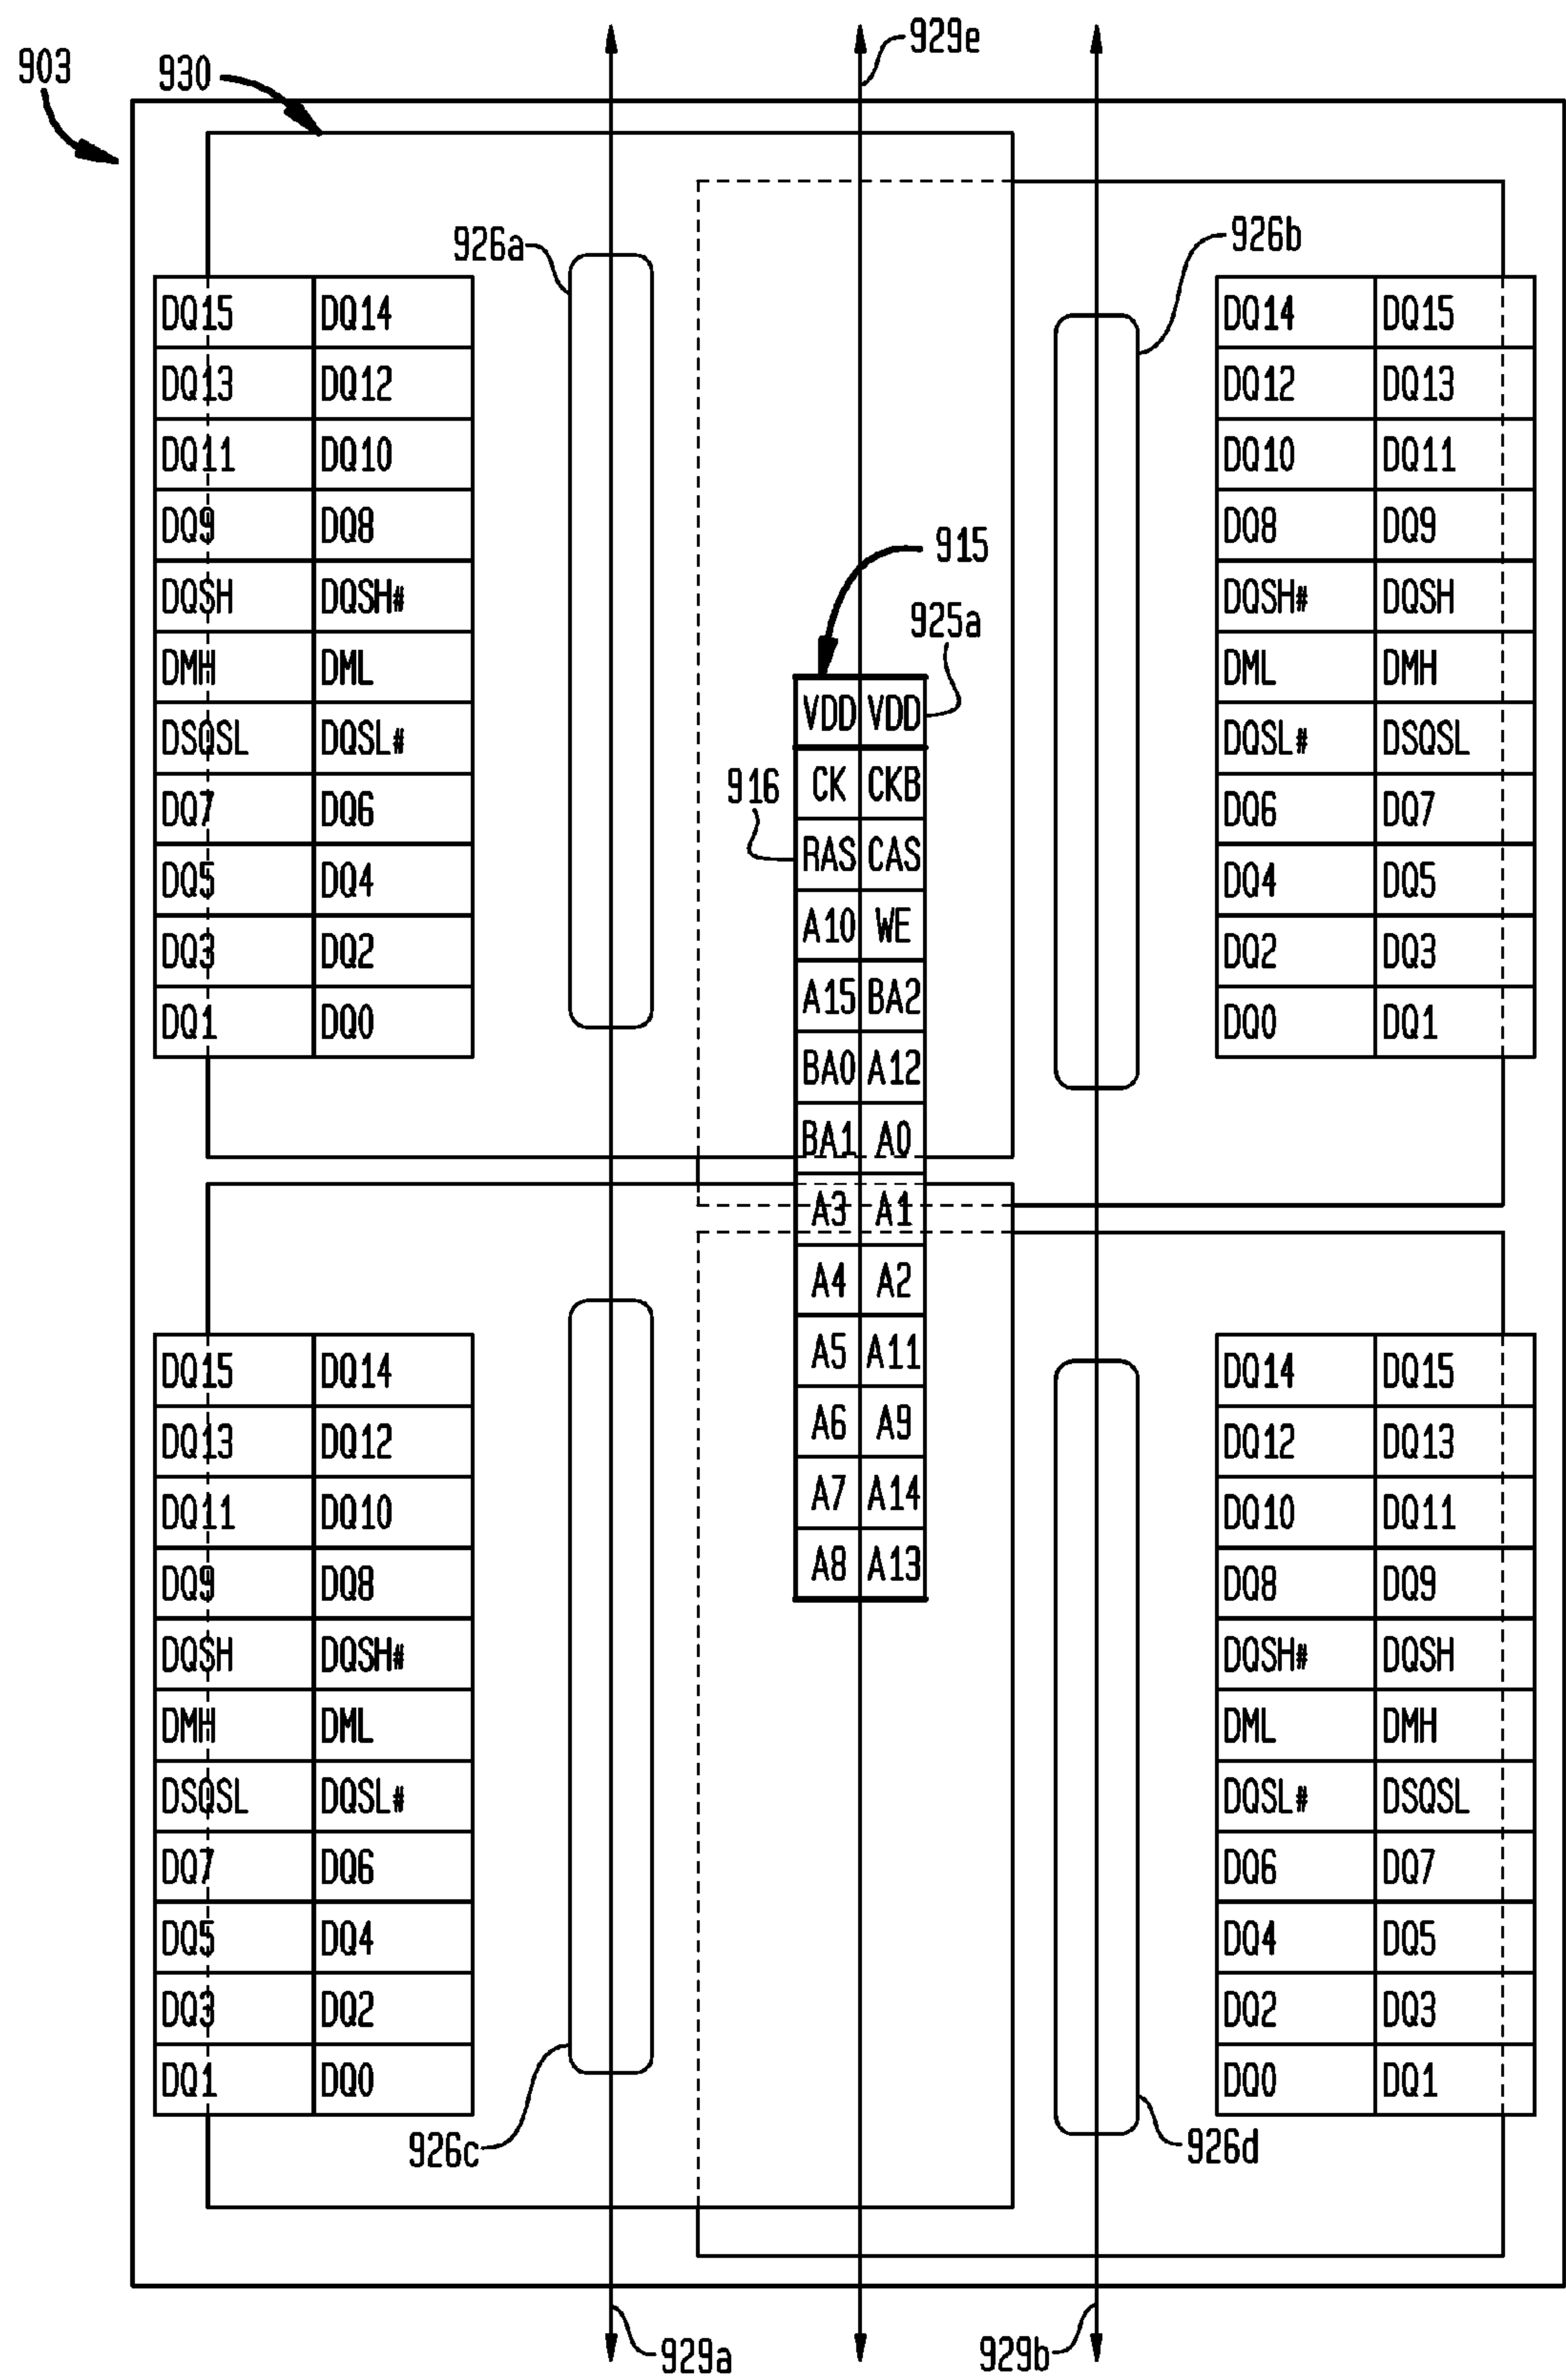 929e
903
930
926a
926b
DQ15 DQ14 DQ14 DQ15
DQ13 DQ12 DQ12 DQ13
DQ11 DQ10 DQ10 DQ11
DQ9 DQ8 DQ8 DQ9
915
DQSH DQSH# DQSH# DQSH
925a
DMH DML DML DMH
VDD VDD
DSQSL DQSL# DQSL# DSQSL
916
CK CKB
DQ7 DQ6 DQ6 DQ7
RAS CAS
DQ5 DQ4 DQ4 DQ5
A10 WE
DQ3 DQ2 DQ2 DQ3
A15 BA2
DQ1 DQ0 DQ0 DQ1
BA0 A12
BA1 A0
A3 A1
A4 A2
A5 A11
DQ15 DQ14 DQ14 DQ15
A6 A9
DQ13 DQ12 DQ12 DQ13
A7 A14
DQ11 DQ10 DQ10 DQ11
A8 A13
DQ9 DQ8 DQ8 DQ9
DQSH DQSH# DQSH# DQSH
DMH DML DML DMH
DSQSL DQSL# DQSL# DSQSL
DQ7 DQ6 DQ6 DQ7
DQ5 DQ4 DQ4 DQ5
DQ3 DQ2 DQ2 DQ3
DQ1 DQ0 DQ0 DQ1
926c
926d
929a
929b